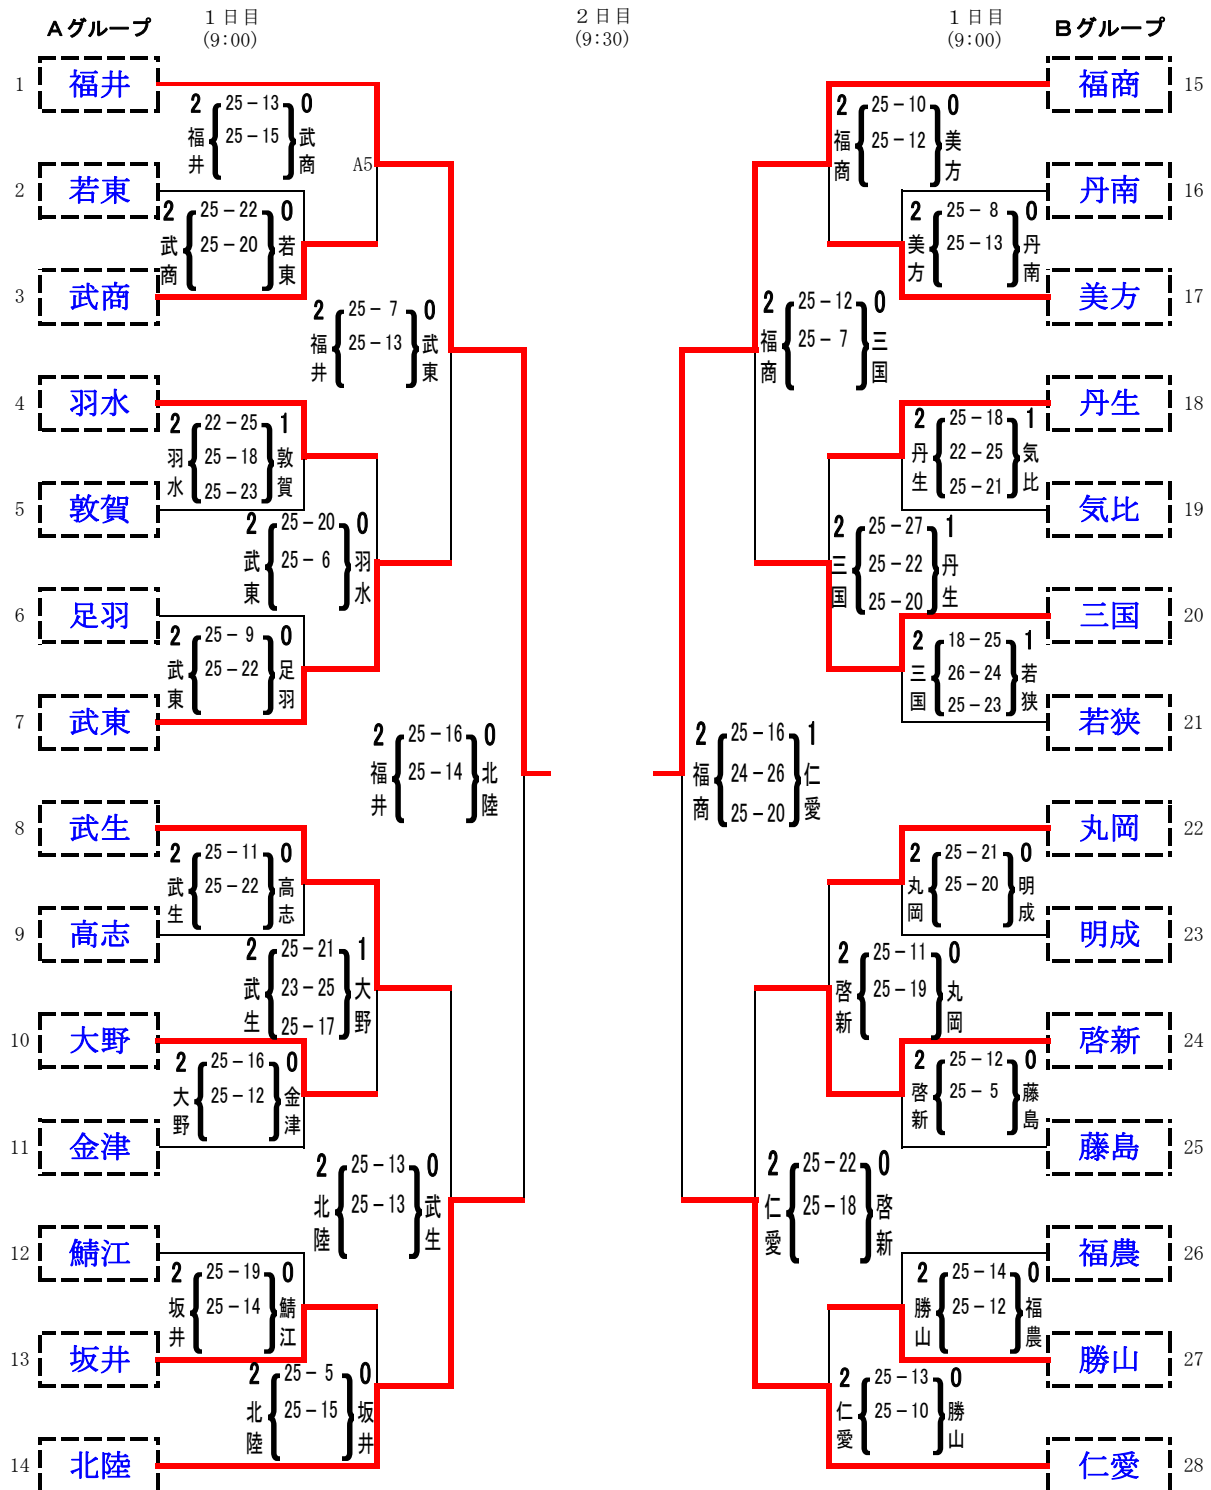 Aグループ
1日目
(9:00)
2日目
(9:30)
1日目
(9:00)
Bグループ
1 福井
2 25－13 0
福井 25－15 武商
A5
2 若東
2 25－22 0
武商 25－20 若東
3 武商
2 25－7 0
福井 25－13 武東
4 羽水
2 22－25 1
羽水 25－18 敦賀
25－23
5 敦賀
2 25－20 0
武東 25－6 羽水
6 足羽
2 25－9 0
武東 25－22 足羽
7 武東
2 25－16 0
福井 25－14 北陸
8 武生
2 25－11 0
武生 25－22 高志
9 高志
2 25－21 1
武生 23－25 大野
25－17
10 大野
2 25－16 0
大野 25－12 金津
11 金津
2 25－13 0
北陸 25－13 武生
12 鯖江
2 25－19 0
坂井 25－14 鯖江
13 坂井
2 25－5 0
北陸 25－15 坂井
14 北陸
福商 15
2 25－10 0
福商 25－12 美方
丹南 16
2 25－8 0
美方 25－13 丹南
美方 17
2 25－12 0
福商 25－7 三国
丹生 18
2 25－18 1
丹生 22－25 気比
25－21
気比 19
2 25－27 1
三国 25－22 丹生
25－20
三国 20
2 18－25 1
三国 26－24 若狭
25－23
若狭 21
2 25－16 1
福商 24－26 仁愛
25－20
丸岡 22
2 25－21 0
丸岡 25－20 明成
明成 23
2 25－11 0
啓新 25－19 丸岡
啓新 24
2 25－12 0
啓新 25－5 藤島
藤島 25
2 25－22 0
仁愛 25－18 啓新
福農 26
2 25－14 0
勝山 25－12 福農
勝山 27
2 25－13 0
仁愛 25－10 勝山
仁愛 28